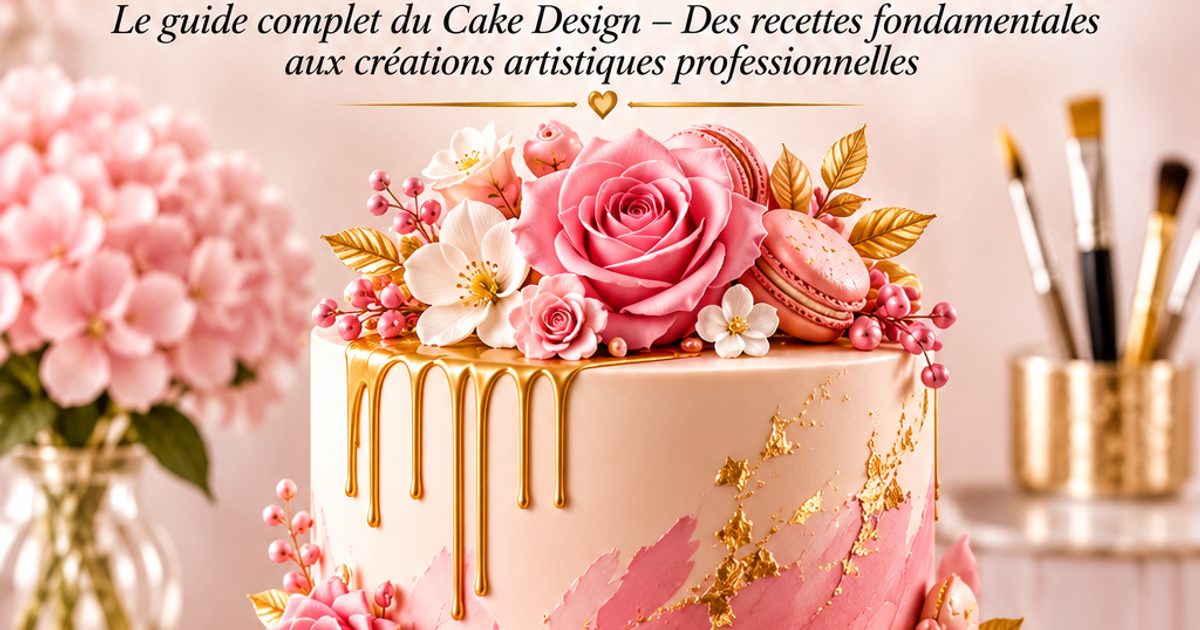 Le guide complet du Cake Design – Des recettes fondamentales
aux créations artistiques professionnelles